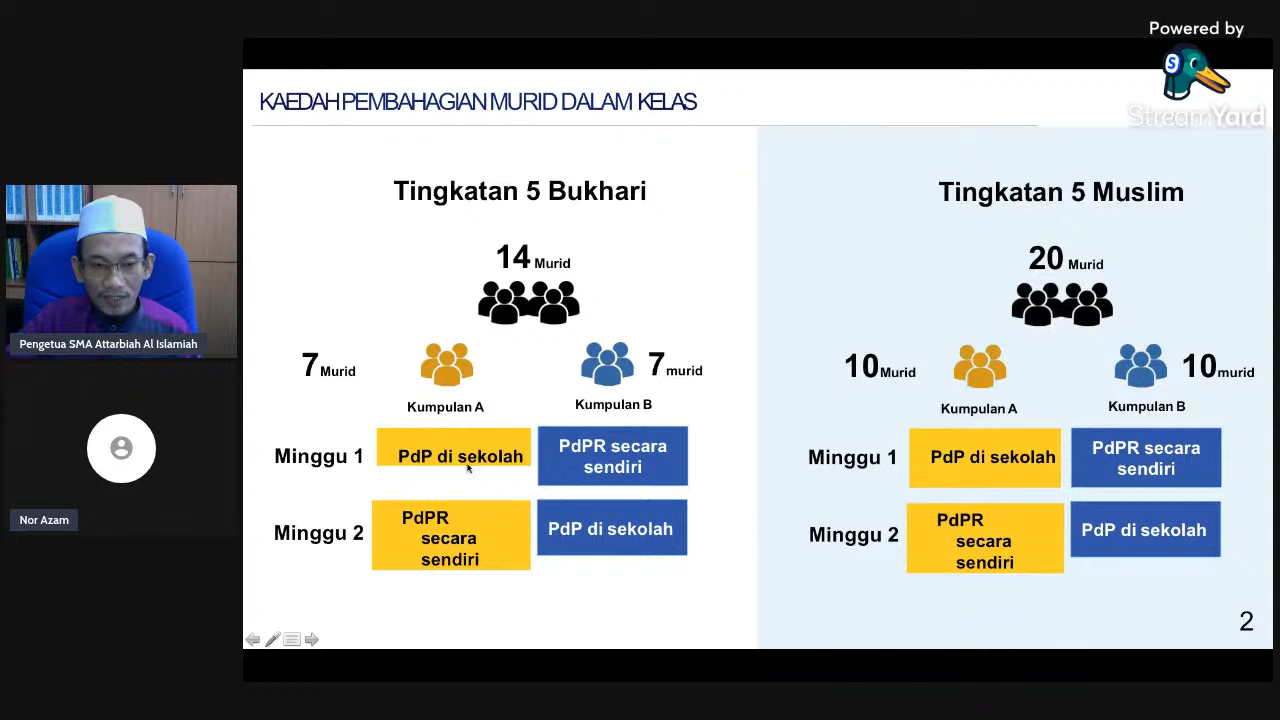 Powered by
StreamYard
KAEDAH PEMBAHAGIAN MURID DALAM KELAS
Tingkatan 5 Bukhari
14 Murid
7 Murid
7 murid
Kumpulan A
Kumpulan B
Minggu 1
PdP di sekolah
PdPR secara
sendiri
Minggu 2
PdPR
secara
sendiri
PdP di sekolah
Tingkatan 5 Muslim
20 Murid
10 Murid
10 murid
Kumpulan A
Kumpulan B
Minggu 1
PdP di sekolah
PdPR secara
sendiri
Minggu 2
PdPR
secara
sendiri
PdP di sekolah
2
Pengetua SMA Attarbiah Al Islamiah
Nor Azam